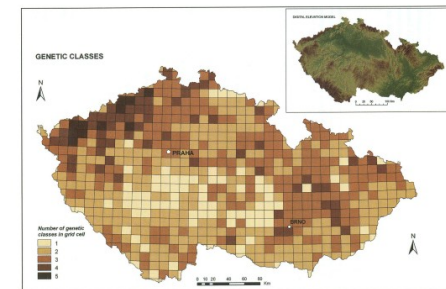 GENETIC CLASSES
N
DIGITAL ELEVATION MODEL
PRAHA
BRNO
Number of genetic
classes in grid cell
1
2
3
4
5
N
0 10 20 40 60 80
Km